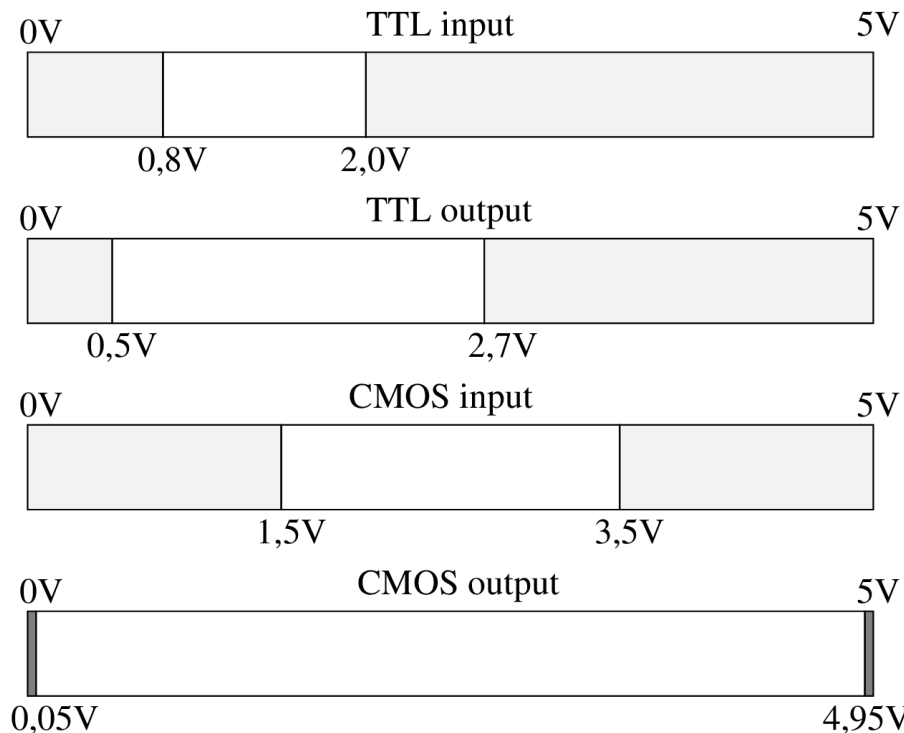 0V TTL input 5V
0,8V 2,0V
0V TTL output 5V
0,5V 2,7V
0V CMOS input 5V
1,5V 3,5V
0V CMOS output 5V
0,05V 4,95V